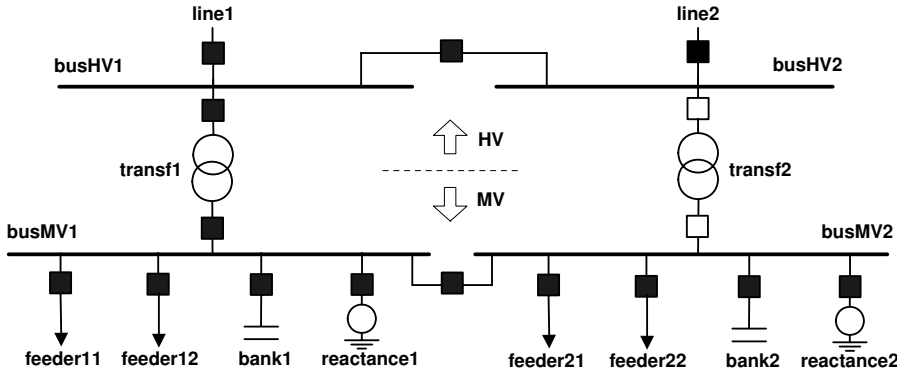 line1
line2
busHV1
busHV2
HV
transf1
transf2
MV
busMV1
busMV2
feeder11
feeder12
bank1
reactance1
feeder21
feeder22
bank2
reactance2